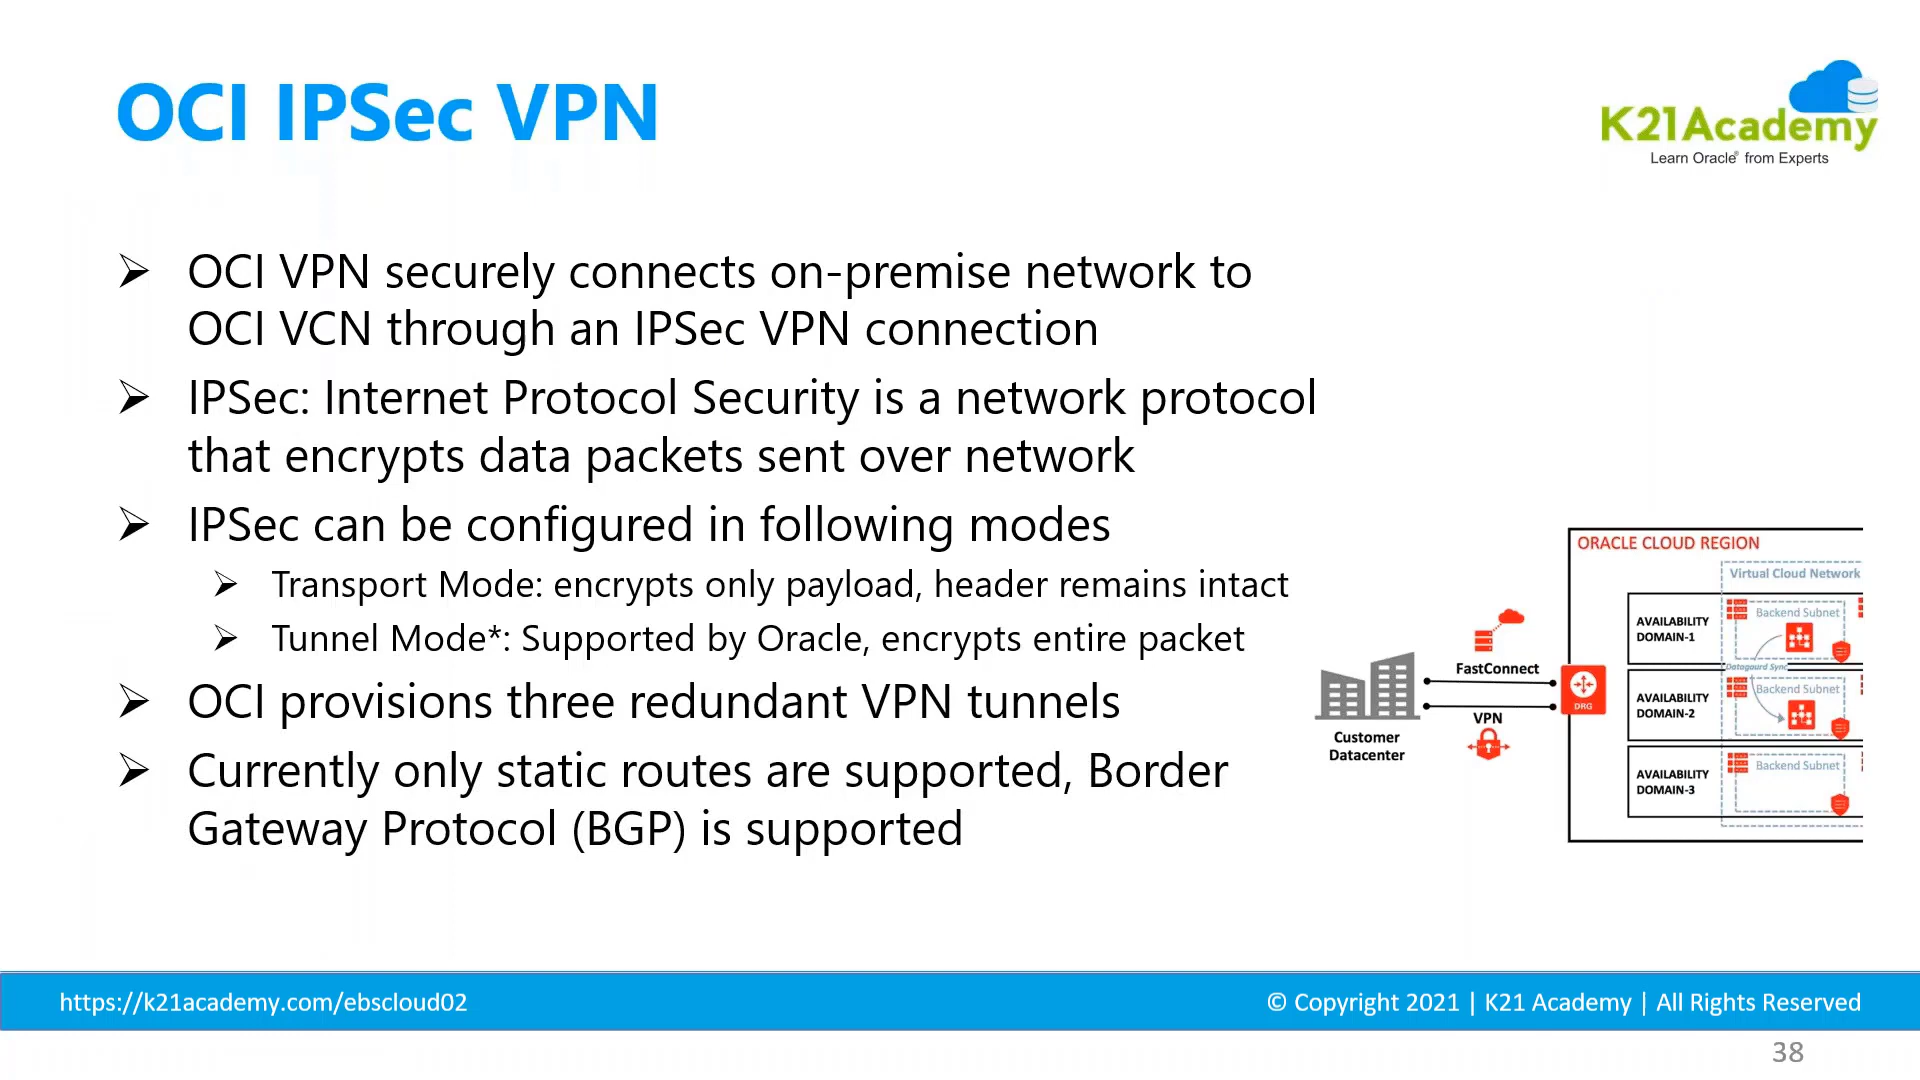 OCI IPSec VPN
K21Academy
Learn Oracle® from Experts
OCI VPN securely connects on-premise network to
OCI VCN through an IPSec VPN connection
IPSec: Internet Protocol Security is a network protocol
that encrypts data packets sent over network
IPSec can be configured in following modes
Transport Mode: encrypts only payload, header remains intact
Tunnel Mode*: Supported by Oracle, encrypts entire packet
OCI provisions three redundant VPN tunnels
Currently only static routes are supported, Border
Gateway Protocol (BGP) is supported
ORACLE CLOUD REGION
Virtual Cloud Network
AVAILABILITY
DOMAIN-1
Backend Subnet
Datagaurd Sync
FastConnect
VPN
Customer
Datacenter
DRG
AVAILABILITY
DOMAIN-2
Backend Subnet
AVAILABILITY
DOMAIN-3
Backend Subnet
https://k21academy.com/ebscloud02
© Copyright 2021 | K21 Academy | All Rights Reserved
38